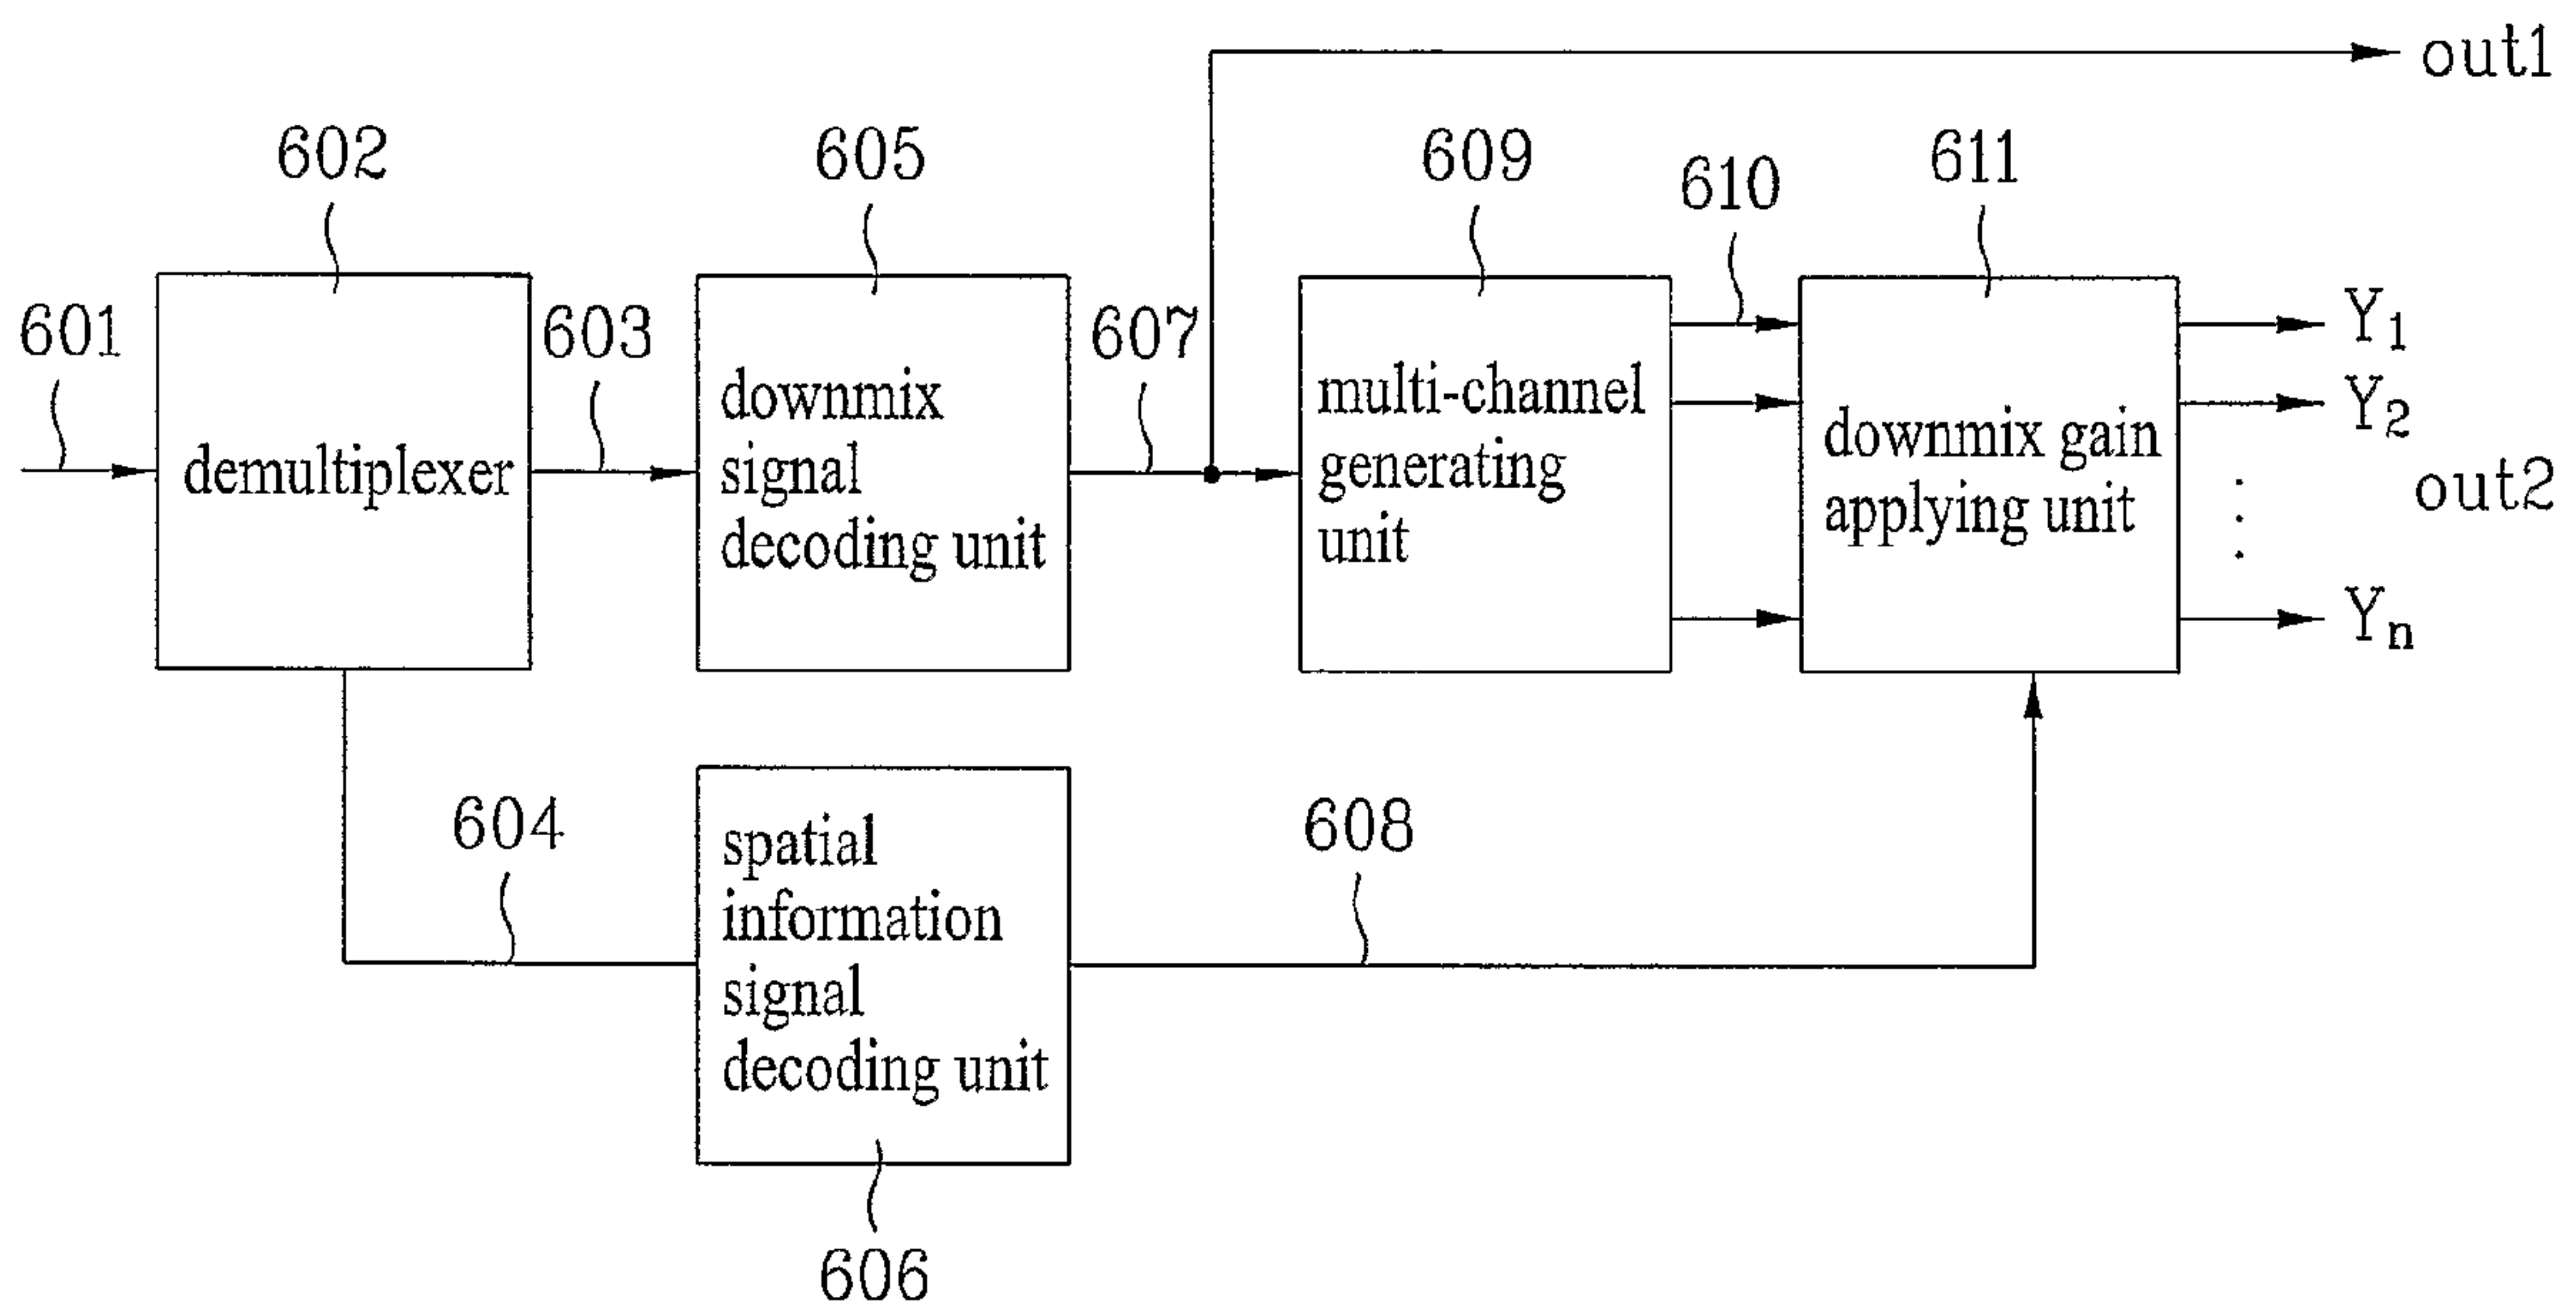 out1
602
605
609
610
611
601
603
607
demultiplexer
downmix
signal
decoding unit
multi-channel
generating
unit
downmix gain
applying unit
Y1
Y2
out2
Yn
604
608
spatial
information
signal
decoding unit
606